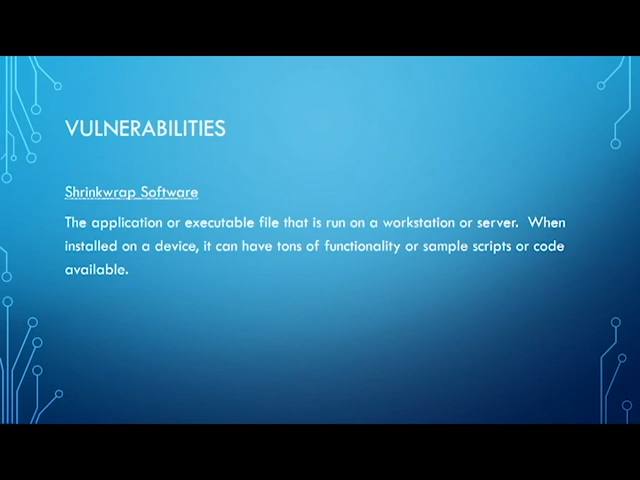 VULNERABILITIES
Shrinkwrap Software
The application or executable file that is run on a workstation or server.  When
installed on a device, it can have tons of functionality or sample scripts or code
available.